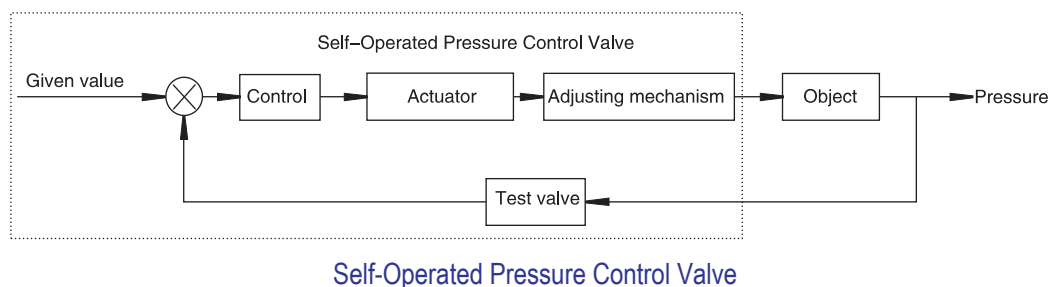 Self–Operated Pressure Control Valve
Given value
Control
Actuator
Adjusting mechanism
Object
Pressure
Test valve
Self-Operated Pressure Control Valve